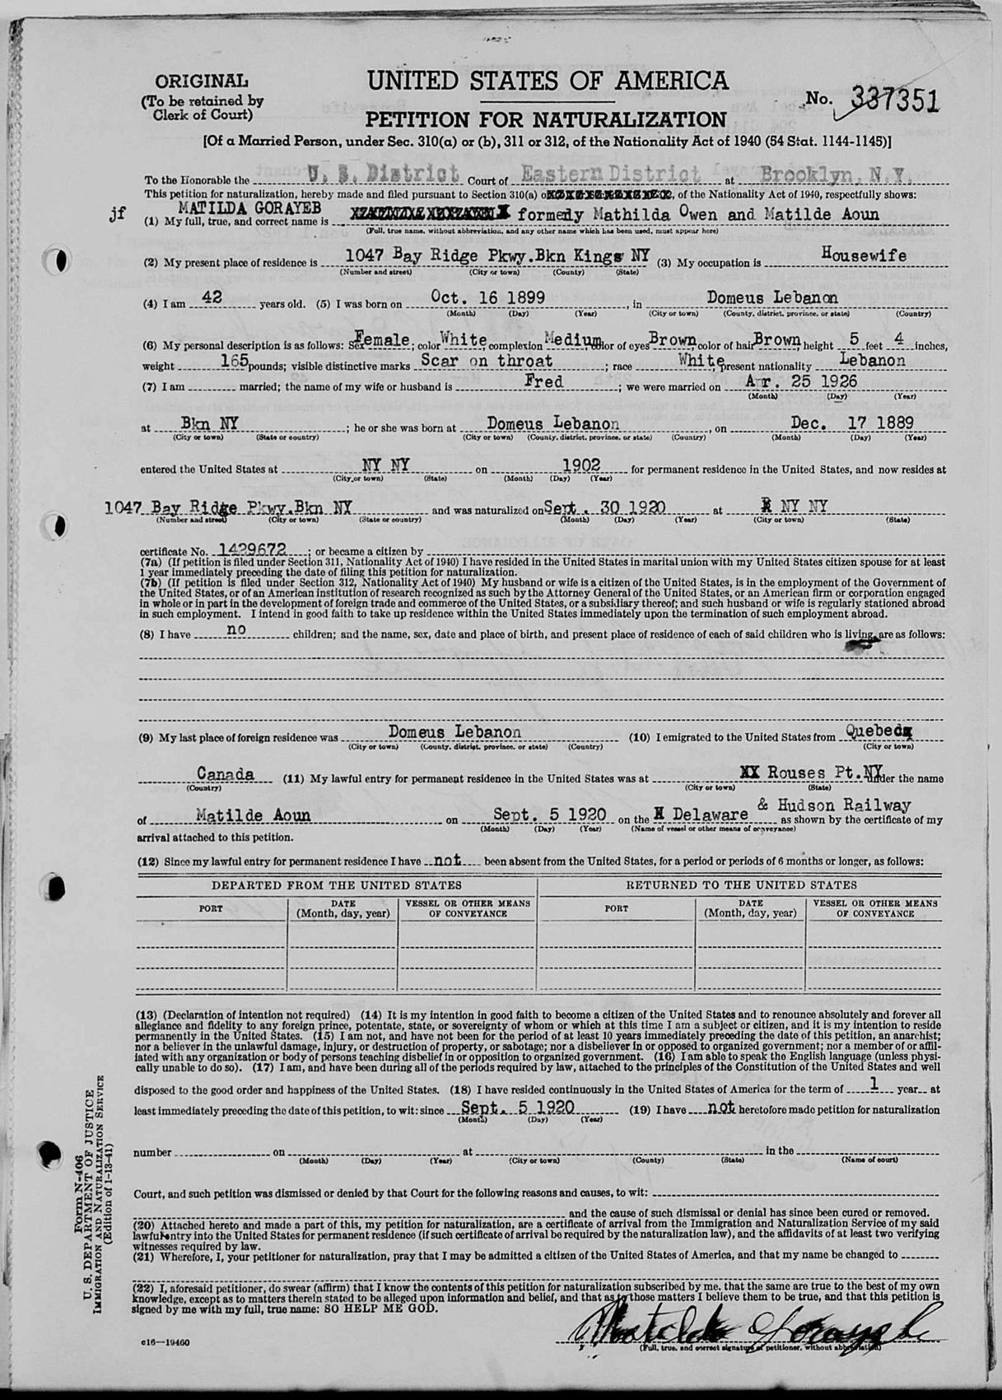 ORIGINAL
(To be retained by
Clerk of Court)
UNITED STATES OF AMERICA
No. 337351
PETITION FOR NATURALIZATION
[Of a Married Person, under Sec. 310(a) or (b), 311 or 312, of the Nationality Act of 1940 (54 Stat. 1144-1145)]
To the Honorable the U. S. District Court of Eastern District at Brooklyn, N.Y.
This petition for naturalization, hereby made and filed pursuant to Section 310(a) , of the Nationality Act of 1940, respectfully shows:
jf (1) My full, true, and correct name is MATILDA GORAYEB formerly Mathilda Owen and Matilde Aoun
(Full, true name, without abbreviation, and any other name which has been used, must appear here)
(2) My present place of residence is 1047 Bay Ridge Pkwy.Bkn Kings NY (3) My occupation is Housewife
(Number and street) (City or town) (County) (State)
(4) I am 42 years old. (5) I was born on Oct. 16 1899, in Domeus Lebanon
(Month) (Day) (Year) (City or town) (County, district, province, or state) (Country)
(6) My personal description is as follows: Sex Female; color White, complexion Medium, color of eyes Brown, color of hair Brown, height 5 feet 4 inches,
weight 165 pounds; visible distinctive marks Scar on throat; race White, present nationality Lebanon
(7) I am married; the name of my wife or husband is Fred; we were married on A r. 25 1926
(Month) (Day) (Year)
at Bkn NY; he or she was born at Domeus Lebanon, on Dec. 17 1889
(City or town) (State or country) (City or town) (County, district, province, or state) (Country) (Month) (Day) (Year)
entered the United States at NY NY on 1902 for permanent residence in the United States, and now resides at
(City or town) (State) (Month) (Day) (Year)
1047 Bay Ridge Pkwy.Bkn NY and was naturalized on Sept. 30 1920 at NY NY
(Number and street) (City or town) (State or country) (Month) (Day) (Year) (City or town) (State)
certificate No. 1429672; or became a citizen by
(7a) (If petition is filed under Section 311, Nationality Act of 1940) I have resided in the United States in marital union with my United States citizen spouse for at least
1 year immediately preceding the date of filing this petition for naturalization.
(7b) (If petition is filed under Section 312, Nationality Act of 1940) My husband or wife is a citizen of the United States, is in the employment of the Government of
the United States, or of an American institution of research recognized as such by the Attorney General of the United States, or an American firm or corporation engaged
in whole or in part in the development of foreign trade and commerce of the United States, or a subsidiary thereof; and such husband or wife is regularly stationed abroad
in such employment. I intend in good faith to take up residence within the United States immediately upon the termination of such employment abroad.
(8) I have no children; and the name, sex, date and place of birth, and present place of residence of each of said children who is living, are as follows:
(9) My last place of foreign residence was Domeus Lebanon (10) I emigrated to the United States from Quebec
(City or town) (County, district, province, or state) (Country) (City or town)
Canada (11) My lawful entry for permanent residence in the United States was at Rouses Pt.NY under the name
(Country) (City or town) (State)
of Matilde Aoun on Sept. 5 1920 on the Delaware & Hudson Railway as shown by the certificate of my
(Month) (Day) (Year) (Name of vessel or other means of conveyance)
arrival attached to this petition.
(12) Since my lawful entry for permanent residence I have not been absent from the United States, for a period or periods of 6 months or longer, as follows:
DEPARTED FROM THE UNITED STATES RETURNED TO THE UNITED STATES
PORT DATE (Month, day, year) VESSEL OR OTHER MEANS OF CONVEYANCE PORT DATE (Month, day, year) VESSEL OR OTHER MEANS OF CONVEYANCE
(13) (Declaration of intention not required) (14) It is my intention in good faith to become a citizen of the United States and to renounce absolutely and forever all
allegiance and fidelity to any foreign prince, potentate, state, or sovereignty of whom or which at this time I am a subject or citizen, and it is my intention to reside
permanently in the United States. (15) I am not, and have not been for the period of at least 10 years immediately preceding the date of this petition, an anarchist;
nor a believer in the unlawful damage, injury, or destruction of property, or sabotage; nor a disbeliever in or opposed to organized government; nor a member of or affil-
iated with any organization or body of persons teaching disbelief in or opposition to organized government. (16) I am able to speak the English language (unless physi-
cally unable to do so). (17) I am, and have been during all of the periods required by law, attached to the principles of the Constitution of the United States and well
disposed to the good order and happiness of the United States. (18) I have resided continuously in the United States of America for the term of 1 year at
least immediately preceding the date of this petition, to wit: since Sept. 5 1920 (19) I have not heretofore made petition for naturalization
(Month) (Day) (Year)
number on at in the
(Month) (Day) (Year) (City or town) (County) (State) (Name of court)
Court, and such petition was dismissed or denied by that Court for the following reasons and causes, to wit:
and the cause of such dismissal or denial has since been cured or removed.
(20) Attached hereto and made a part of this, my petition for naturalization, are a certificate of arrival from the Immigration and Naturalization Service of my said
lawful entry into the United States for permanent residence (if such certificate of arrival be required by the naturalization law), and the affidavits of at least two verifying
witnesses required by law.
(21) Wherefore, I, your petitioner for naturalization, pray that I may be admitted a citizen of the United States of America, and that my name be changed to
(22) I, aforesaid petitioner, do swear (affirm) that I know the contents of this petition for naturalization subscribed by me, that the same are true to the best of my own
knowledge, except as to matters therein stated to be alleged upon information and belief, and that as to those matters I believe them to be true, and that this petition is
signed by me with my full, true name: SO HELP ME GOD.
Matilda Gorayeb
(Full, true, and correct signature of petitioner, without abbreviation)
c16—19460
Form N-406
U. S. DEPARTMENT OF JUSTICE
IMMIGRATION AND NATURALIZATION SERVICE
(Edition of 1-13-41)